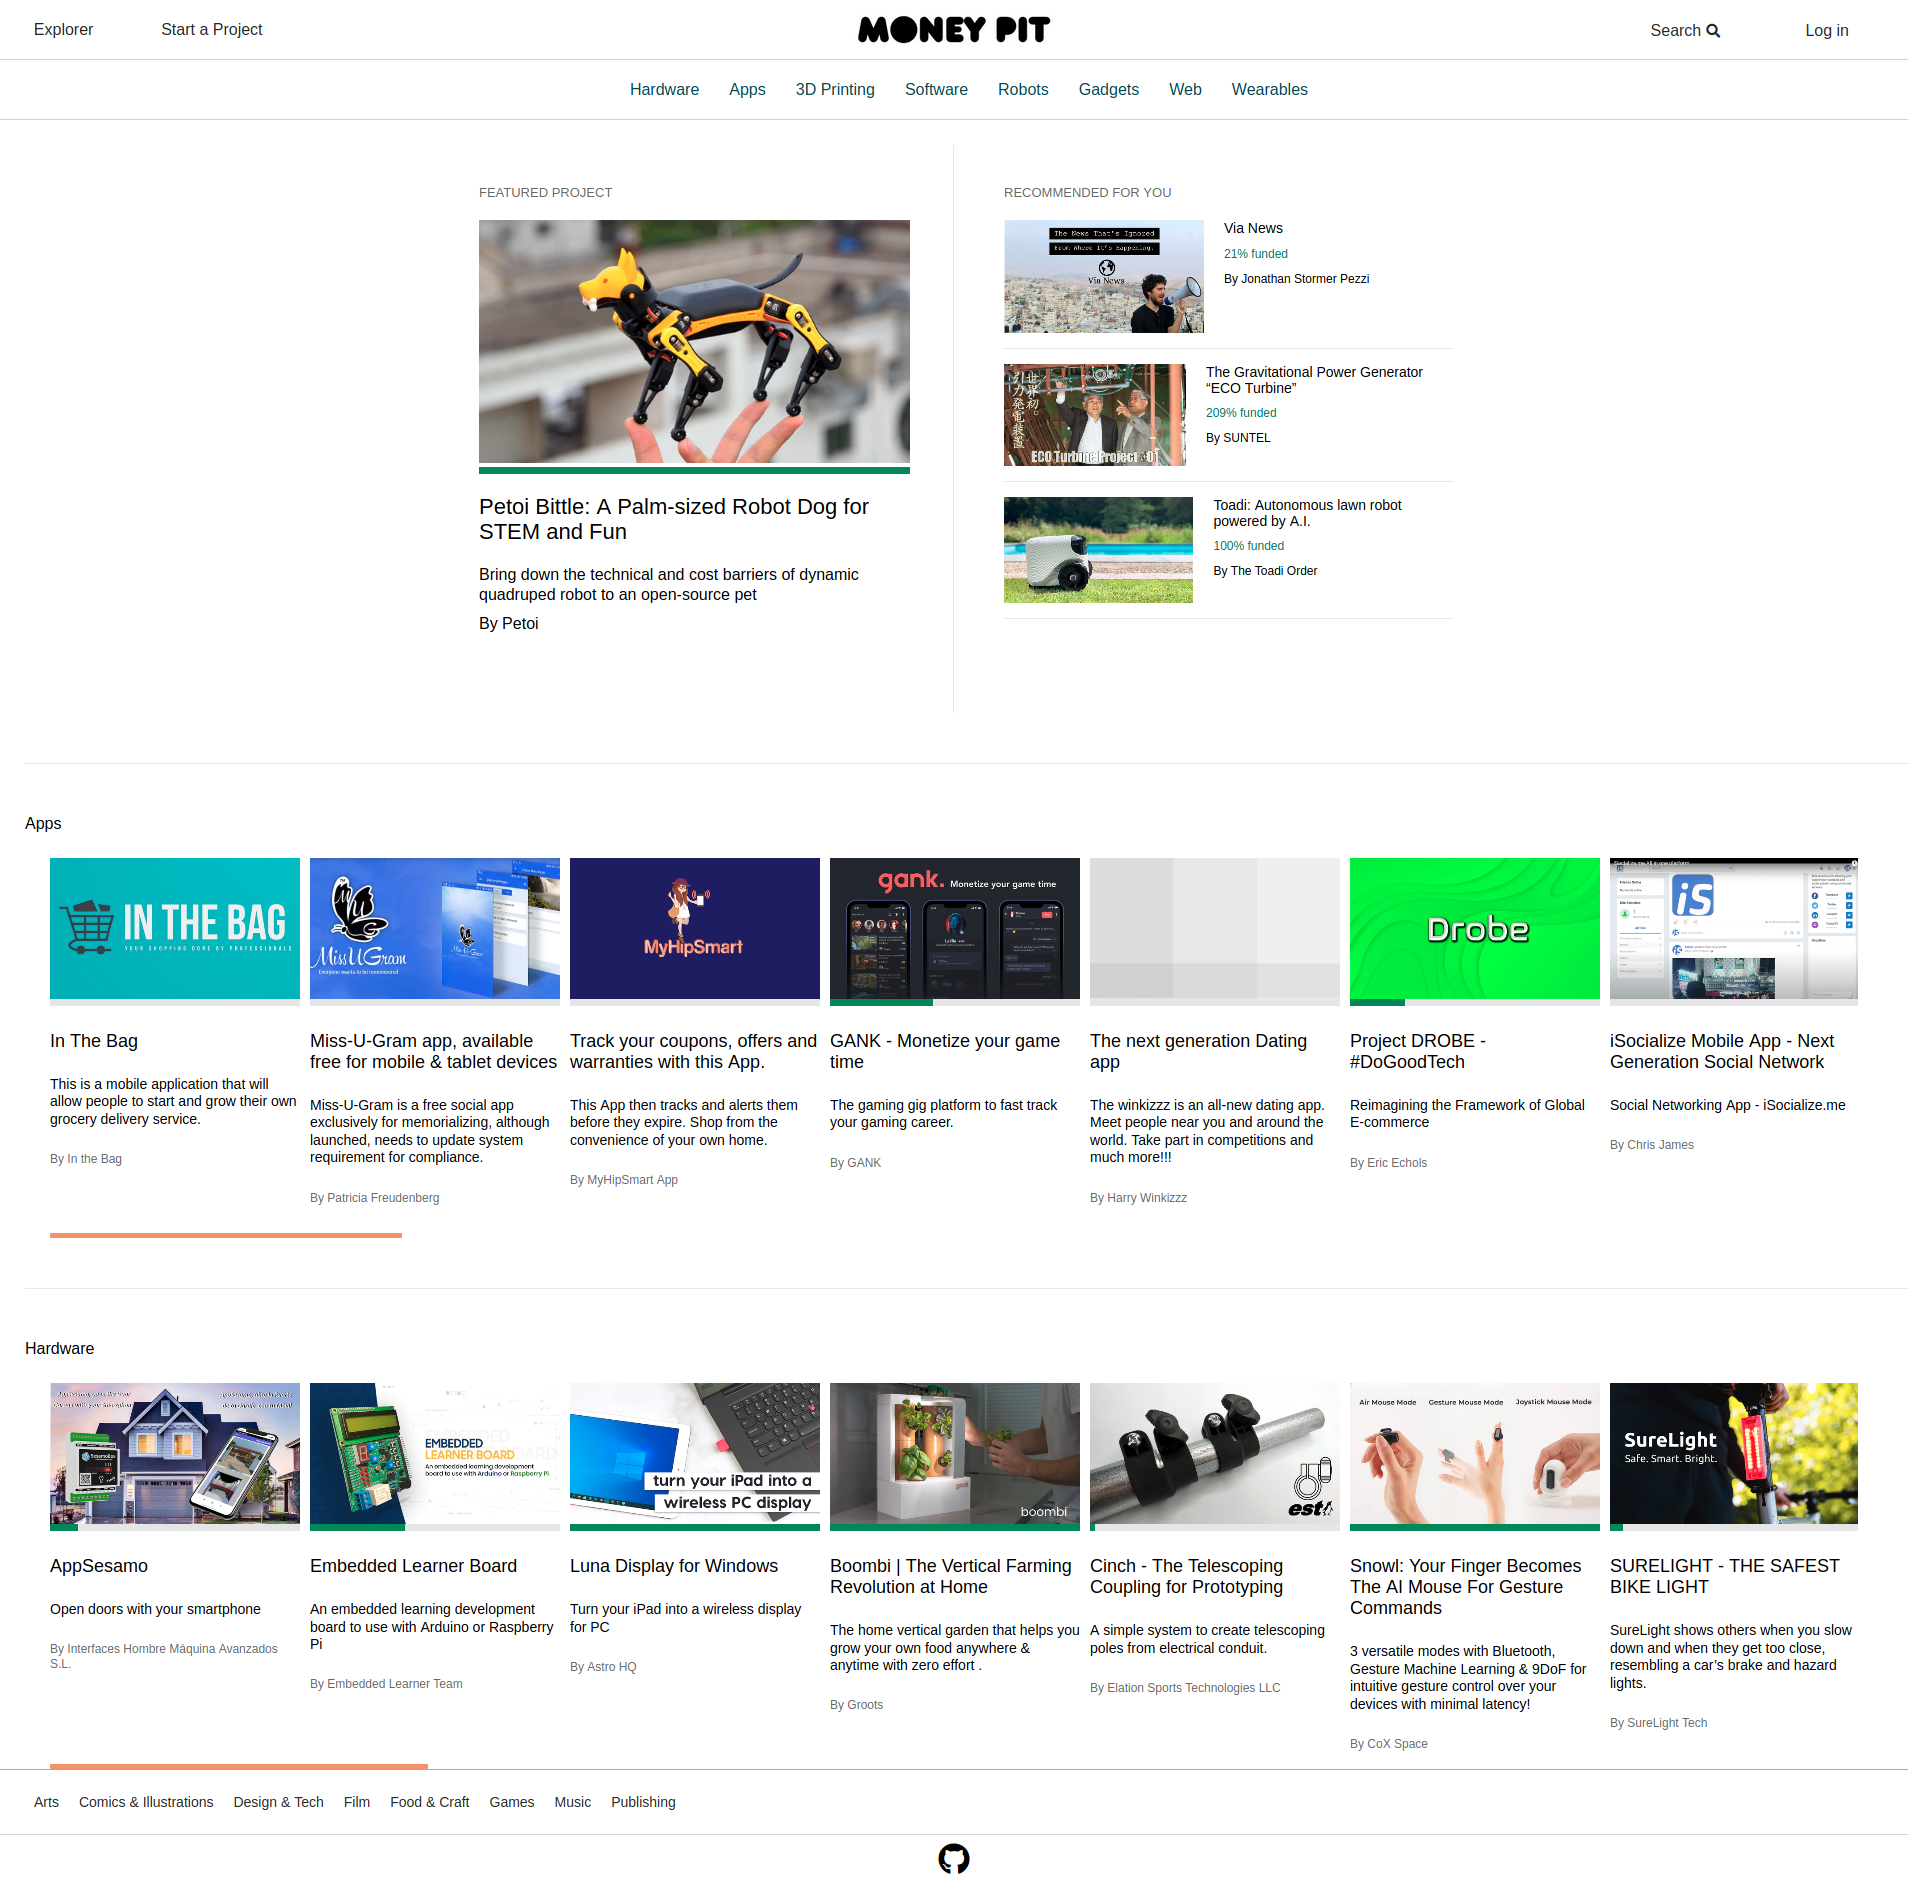 Explorer
Start a Project
MONEY PIT
Search
Log in
Hardware
Apps
3D Printing
Software
Robots
Gadgets
Web
Wearables
FEATURED PROJECT
Petoi Bittle: A Palm-sized Robot Dog for
STEM and Fun
Bring down the technical and cost barriers of dynamic
quadruped robot to an open-source pet
By Petoi
RECOMMENDED FOR YOU
The News That's Ignored
From Where It's Happening.
Via News
Via News
21% funded
By Jonathan Stormer Pezzi
世界初。
引力発電装置
ECO Turbine Project #01
The Gravitational Power Generator
“ECO Turbine”
209% funded
By SUNTEL
Toadi: Autonomous lawn robot
powered by A.I.
100% funded
By The Toadi Order
Apps
IN THE BAG
YOUR SHOPPING DONE BY PROFESSIONALS
In The Bag
This is a mobile application that will
allow people to start and grow their own
grocery delivery service.
By In the Bag
MissUGram
Everyone wants to be remembered
Miss-U-Gram app, available
free for mobile & tablet devices
Miss-U-Gram is a free social app
exclusively for memorializing, although
launched, needs to update system
requirement for compliance.
By Patricia Freudenberg
MyHipSmart
Track your coupons, offers and
warranties with this App.
This App then tracks and alerts them
before they expire. Shop from the
convenience of your own home.
By MyHipSmart App
gank. Monetize your game time
GANK - Monetize your game
time
The gaming gig platform to fast track
your gaming career.
By GANK
The next generation Dating
app
The winkizzz is an all-new dating app.
Meet people near you and around the
world. Take part in competitions and
much more!!!
By Harry Winkizzz
Drobe
Project DROBE -
#DoGoodTech
Reimagining the Framework of Global
E-commerce
By Eric Echols
iS
iSocialize Mobile App - Next
Generation Social Network
Social Networking App - iSocialize.me
By Chris James
Hardware
AppSesamo
Open doors with your smartphone
By Interfaces Hombre Máquina Avanzados
S.L.
EMBEDDED
LEARNER BOARD
An embedded learning development
board to use with Arduino or Raspberry Pi
Embedded Learner Board
An embedded learning development
board to use with Arduino or Raspberry
Pi
By Embedded Learner Team
turn your iPad into a
wireless PC display
Luna Display for Windows
Turn your iPad into a wireless display
for PC
By Astro HQ
boombi
Boombi | The Vertical Farming
Revolution at Home
The home vertical garden that helps you
grow your own food anywhere &
anytime with zero effort .
By Groots
est
Cinch - The Telescoping
Coupling for Prototyping
A simple system to create telescoping
poles from electrical conduit.
By Elation Sports Technologies LLC
Air Mouse Mode
Gesture Mouse Mode
Joystick Mouse Mode
Snowl: Your Finger Becomes
The AI Mouse For Gesture
Commands
3 versatile modes with Bluetooth,
Gesture Machine Learning & 9DoF for
intuitive gesture control over your
devices with minimal latency!
By CoX Space
SureLight
Safe. Smart. Bright.
SURELIGHT - THE SAFEST
BIKE LIGHT
SureLight shows others when you slow
down and when they get too close,
resembling a car’s brake and hazard
lights.
By SureLight Tech
Arts
Comics & Illustrations
Design & Tech
Film
Food & Craft
Games
Music
Publishing